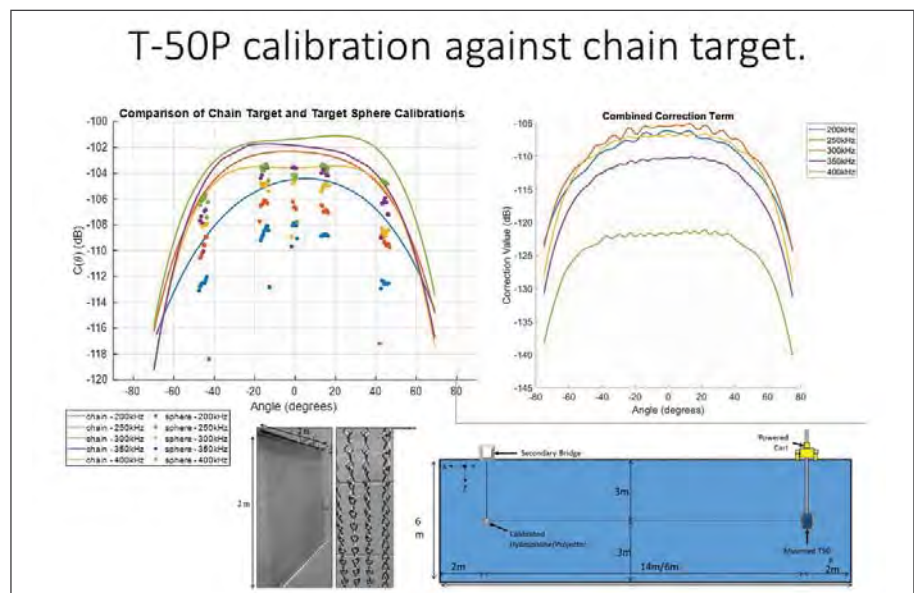 T-50P calibration against chain target.
Comparison of Chain Target and Target Sphere Calibrations
C(θ) (dB)
-100
-102
-104
-106
-108
-110
-112
-114
-116
-118
-120
-80 -60 -40 -20 0 20 40 60 80
Angle (degrees)
chain - 200kHz sphere - 200kHz
chain - 250kHz sphere - 250kHz
chain - 300kHz sphere - 300kHz
chain - 350kHz sphere - 350kHz
chain - 400kHz sphere - 400kHz
Combined Correction Term
Correction Value (dB)
-105
-110
-115
-120
-125
-130
-135
-140
-145
-80 -60 -40 -20 0 20 40 60 80
Angle (degrees)
200kHz
250kHz
300kHz
350kHz
400kHz
2 m
6
m
Secondary Bridge
Powered
Cart
3m
Calibrated
Hydrophone/Projector
3m
Mounted T50
2m
14m/6m
2m